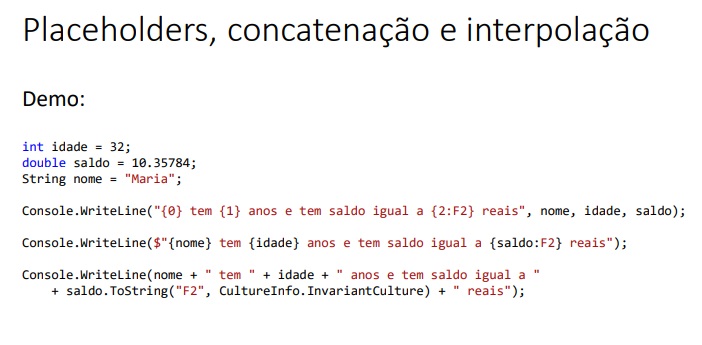 Placeholders, concatenação e interpolação
Demo:
int idade = 32;
double saldo = 10.35784;
String nome = "Maria";
Console.WriteLine("{0} tem {1} anos e tem saldo igual a {2:F2} reais", nome, idade, saldo);
Console.WriteLine($"{nome} tem {idade} anos e tem saldo igual a {saldo:F2} reais");
Console.WriteLine(nome + " tem " + idade + " anos e tem saldo igual a "
+ saldo.ToString("F2", CultureInfo.InvariantCulture) + " reais");